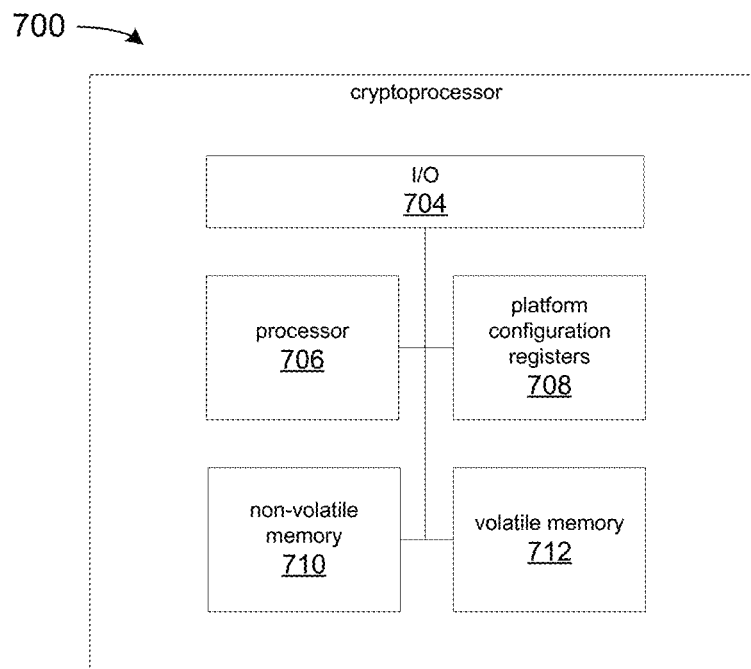 700
cryptoprocessor
I/O
704
processor
706
platform
configuration
registers
708
non-volatile
memory
710
volatile memory
712